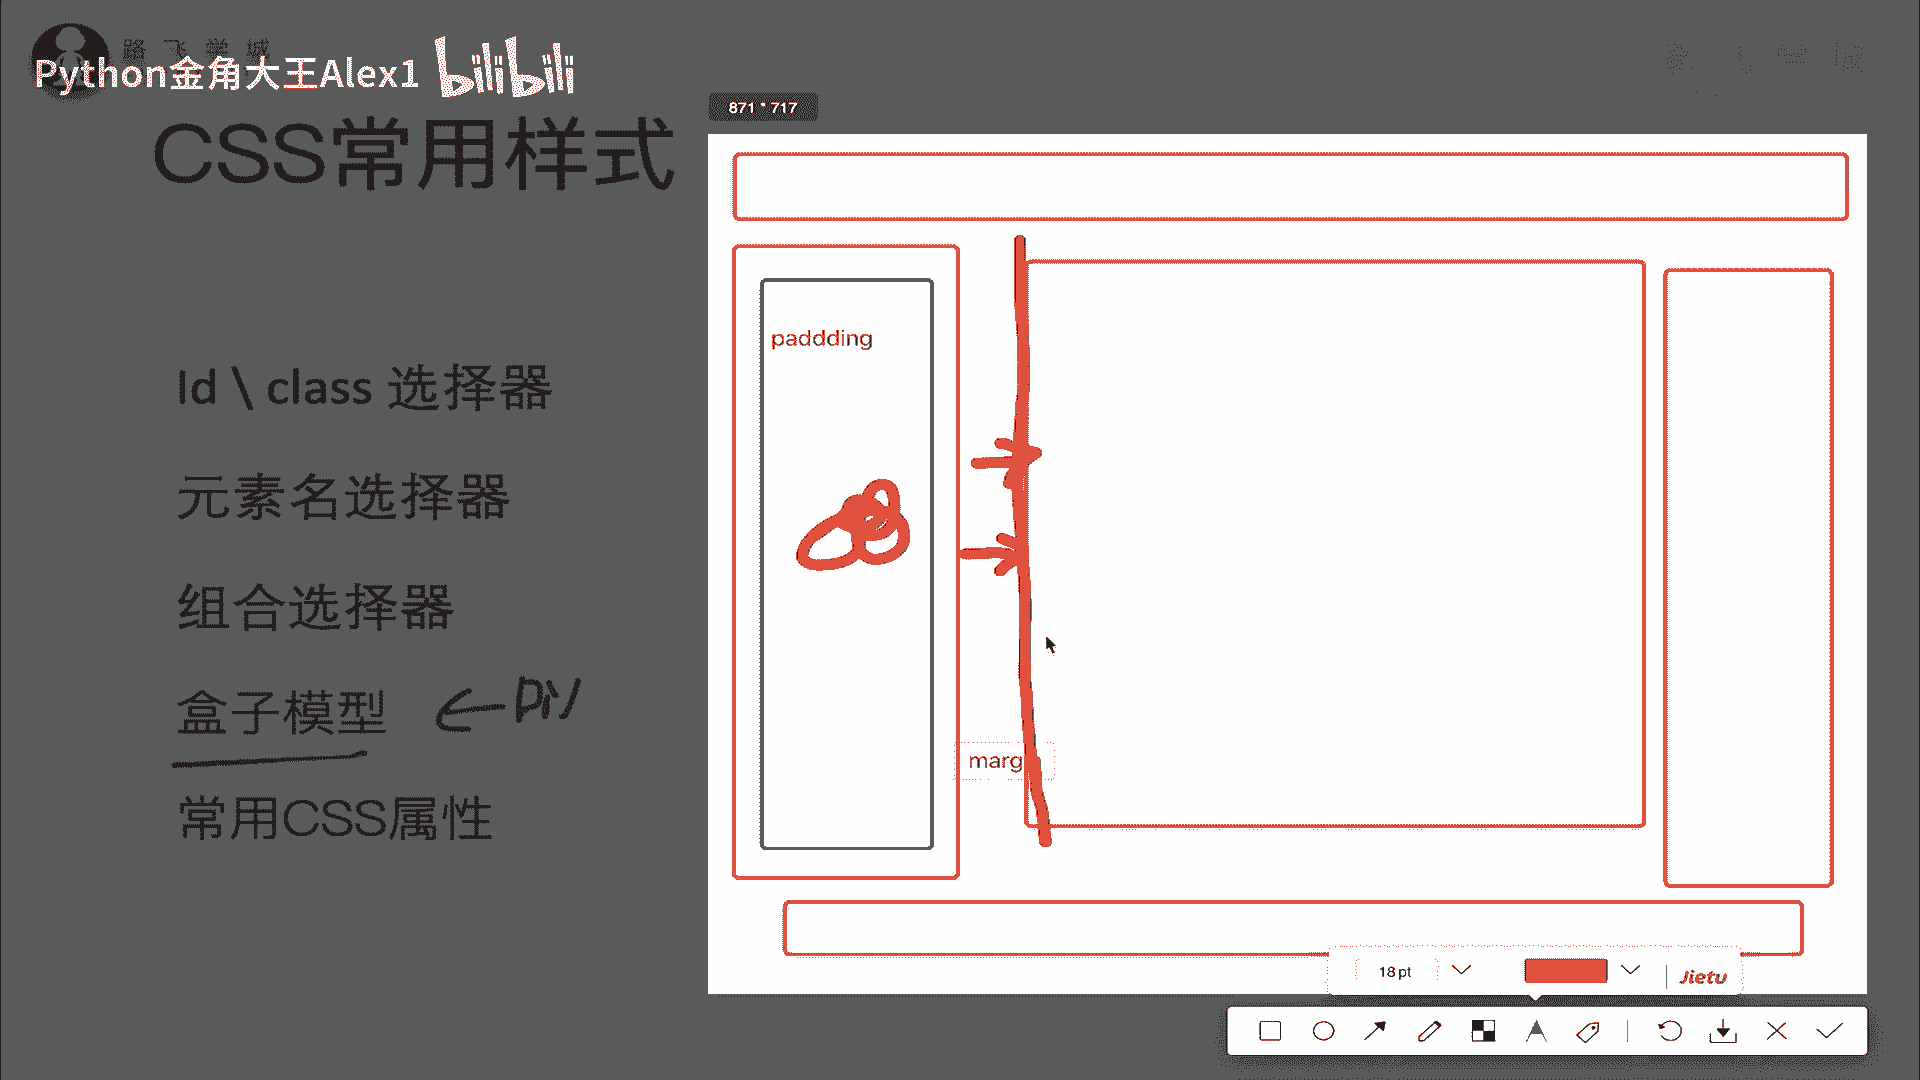 路飞学城
Python金角大王Alex1 bilibili
CSS常用样式
871 * 717
paddding
Id \ class 选择器
元素名选择器
组合选择器
盒子模型 ← DIV
marg
常用CSS属性
18 pt
Jietu